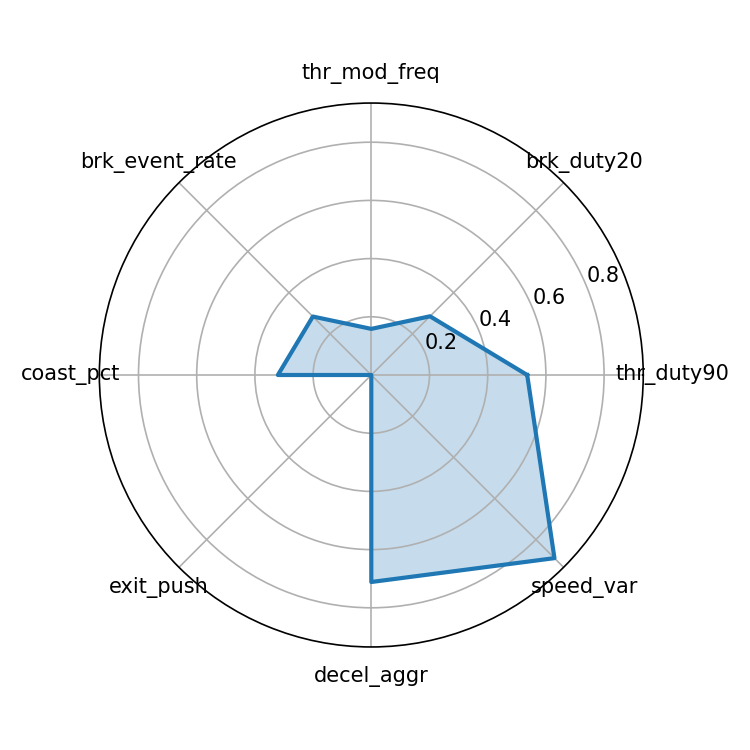 thr_mod_freq
brk_event_rate
brk_duty20
0.8
0.6
0.4
0.2
coast_pct
thr_duty90
exit_push
speed_var
decel_aggr